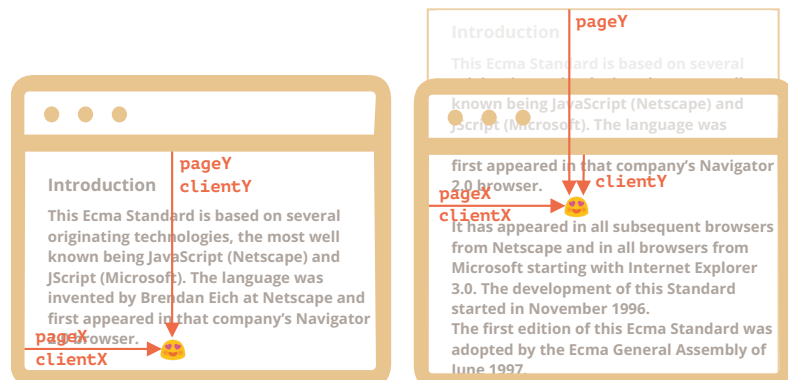 pageY
clientY
Introduction
This Ecma Standard is based on several
originating technologies, the most well
known being JavaScript (Netscape) and
JScript (Microsoft). The language was
invented by Brendan Eich at Netscape and
first appeared in that company's Navigator
2.0 browser.
pageX
clientX
pageY
Introduction
This Ecma Standard is based on several
known being JavaScript (Netscape) and
JScript (Microsoft). The language was
first appeared in that company's Navigator
2.0 browser.
clientY
pageX
clientX
It has appeared in all subsequent browsers
from Netscape and in all browsers from
Microsoft starting with Internet Explorer
3.0. The development of this Standard
started in November 1996.
The first edition of this Ecma Standard was
adopted by the Ecma General Assembly of
June 1997.